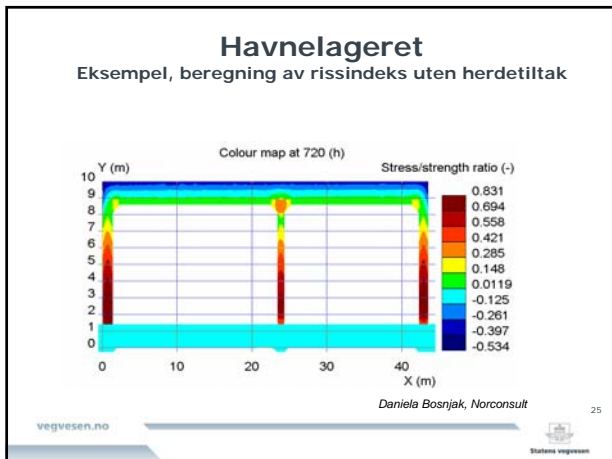 Havnelageret
Eksempel, beregning av rissindeks uten herdetiltak
Colour map at 720 (h)
Y (m)
Stress/strength ratio (-)
10
9
8
7
6
5
4
3
2
1
0
0.831
0.694
0.558
0.421
0.285
0.148
0.0119
-0.125
-0.261
-0.397
-0.534
0 10 20 30 40
X (m)
Daniela Bosnjak, Norconsult
25
vegvesen.no
Statens vegvesen